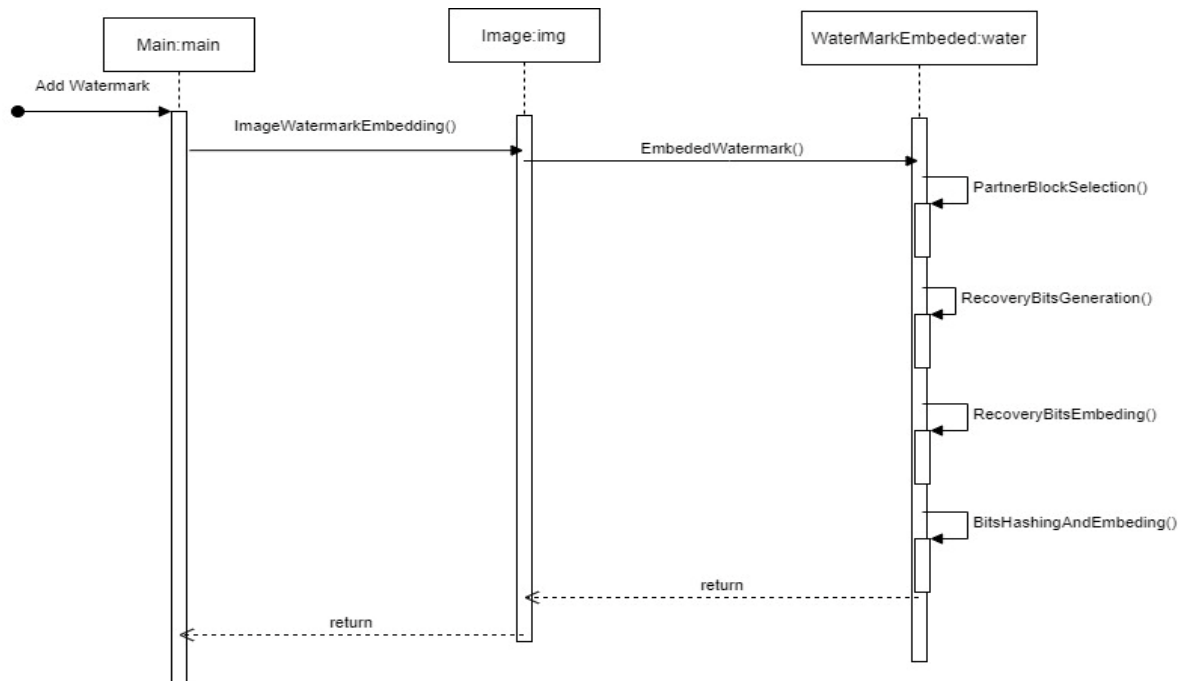 Main:main
Image:img
WaterMarkEmbeded:water
Add Watermark
ImageWatermarkEmbedding()
EmbededWatermark()
PartnerBlockSelection()
RecoveryBitsGeneration()
RecoveryBitsEmbeding()
BitsHashingAndEmbeding()
return
return